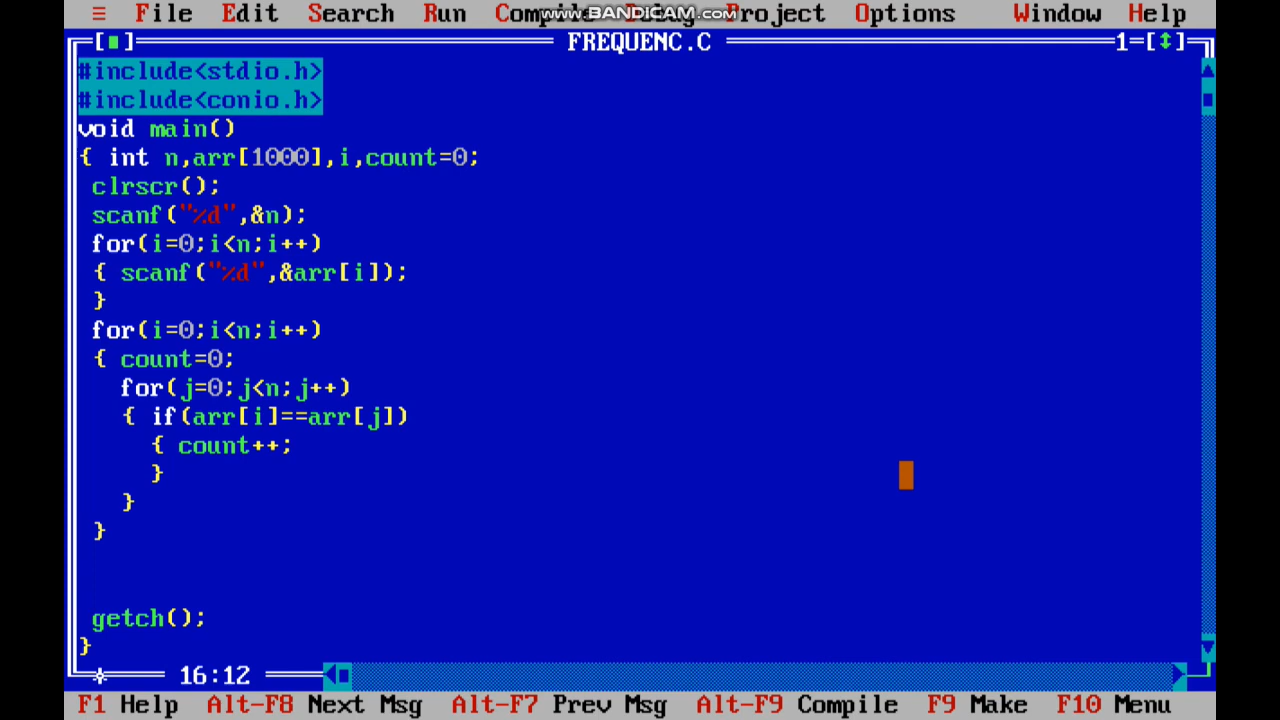 ≡ File Edit Search Run Compile Debug Project Options Window Help
www.BANDICAM.com
[■] FREQUENC.C 1=[↕]
#include<stdio.h>
#include<conio.h>
void main()
{ int n,arr[1000],i,count=0;
clrscr();
scanf("%d",&n);
for(i=0;i<n;i++)
{ scanf("%d",&arr[i]);
}
for(i=0;i<n;i++)
{ count=0;
for(j=0;j<n;j++)
{ if(arr[i]==arr[j])
{ count++;
}
}
}
getch();
}
16:12
F1 Help Alt-F8 Next Msg Alt-F7 Prev Msg Alt-F9 Compile F9 Make F10 Menu